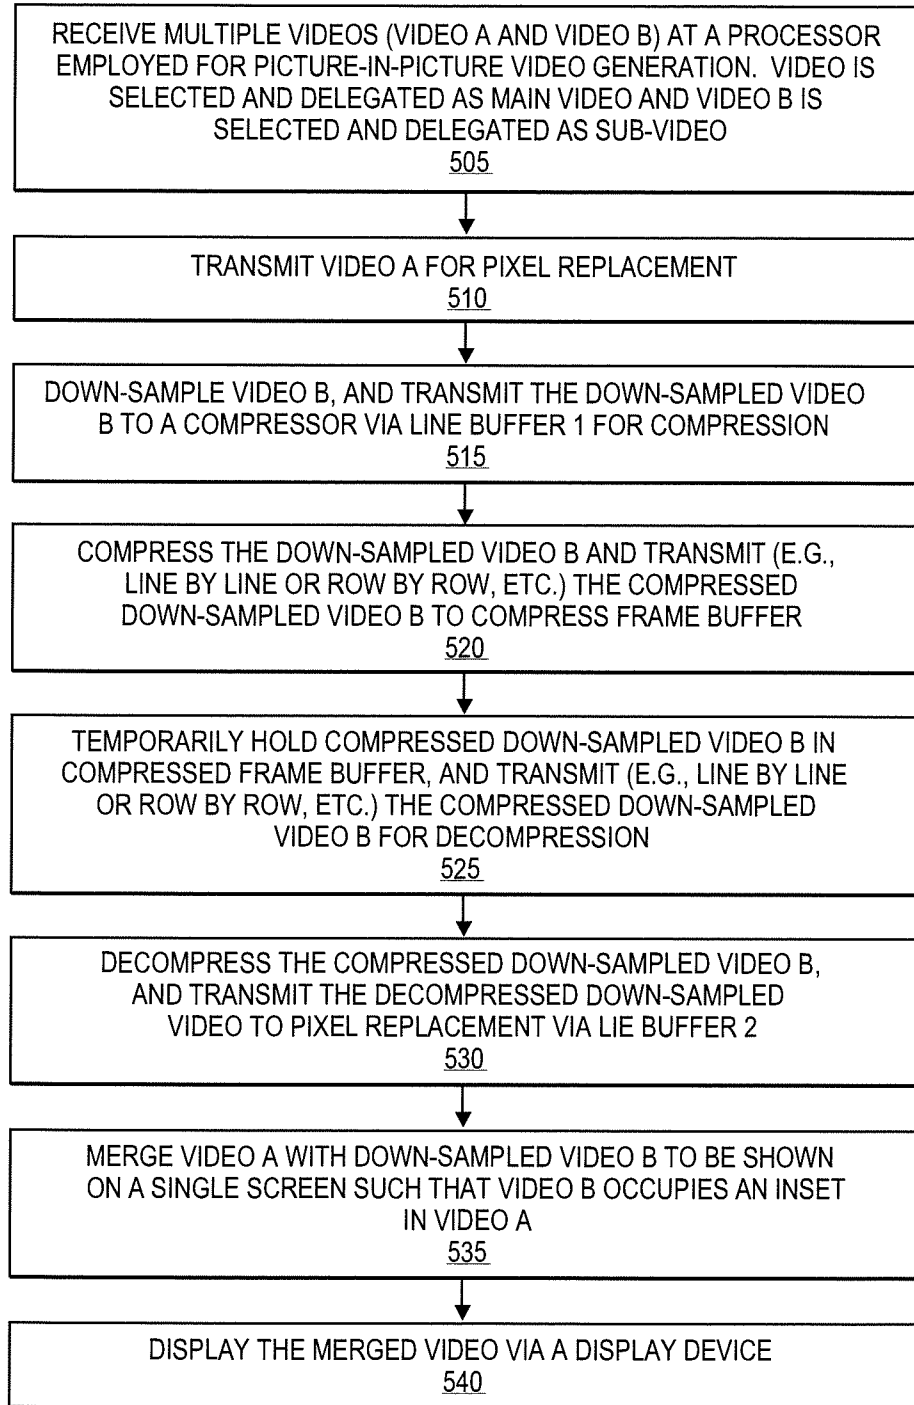 RECEIVE MULTIPLE VIDEOS (VIDEO A AND VIDEO B) AT A PROCESSOR
EMPLOYED FOR PICTURE-IN-PICTURE VIDEO GENERATION. VIDEO IS
SELECTED AND DELEGATED AS MAIN VIDEO AND VIDEO B IS
SELECTED AND DELEGATED AS SUB-VIDEO
505
TRANSMIT VIDEO A FOR PIXEL REPLACEMENT
510
DOWN-SAMPLE VIDEO B, AND TRANSMIT THE DOWN-SAMPLED VIDEO
B TO A COMPRESSOR VIA LINE BUFFER 1 FOR COMPRESSION
515
COMPRESS THE DOWN-SAMPLED VIDEO B AND TRANSMIT (E.G.,
LINE BY LINE OR ROW BY ROW, ETC.) THE COMPRESSED
DOWN-SAMPLED VIDEO B TO COMPRESS FRAME BUFFER
520
TEMPORARILY HOLD COMPRESSED DOWN-SAMPLED VIDEO B IN
COMPRESSED FRAME BUFFER, AND TRANSMIT (E.G., LINE BY LINE
OR ROW BY ROW, ETC.) THE COMPRESSED DOWN-SAMPLED
VIDEO B FOR DECOMPRESSION
525
DECOMPRESS THE COMPRESSED DOWN-SAMPLED VIDEO B,
AND TRANSMIT THE DECOMPRESSED DOWN-SAMPLED
VIDEO TO PIXEL REPLACEMENT VIA LIE BUFFER 2
530
MERGE VIDEO A WITH DOWN-SAMPLED VIDEO B TO BE SHOWN
ON A SINGLE SCREEN SUCH THAT VIDEO B OCCUPIES AN INSET
IN VIDEO A
535
DISPLAY THE MERGED VIDEO VIA A DISPLAY DEVICE
540